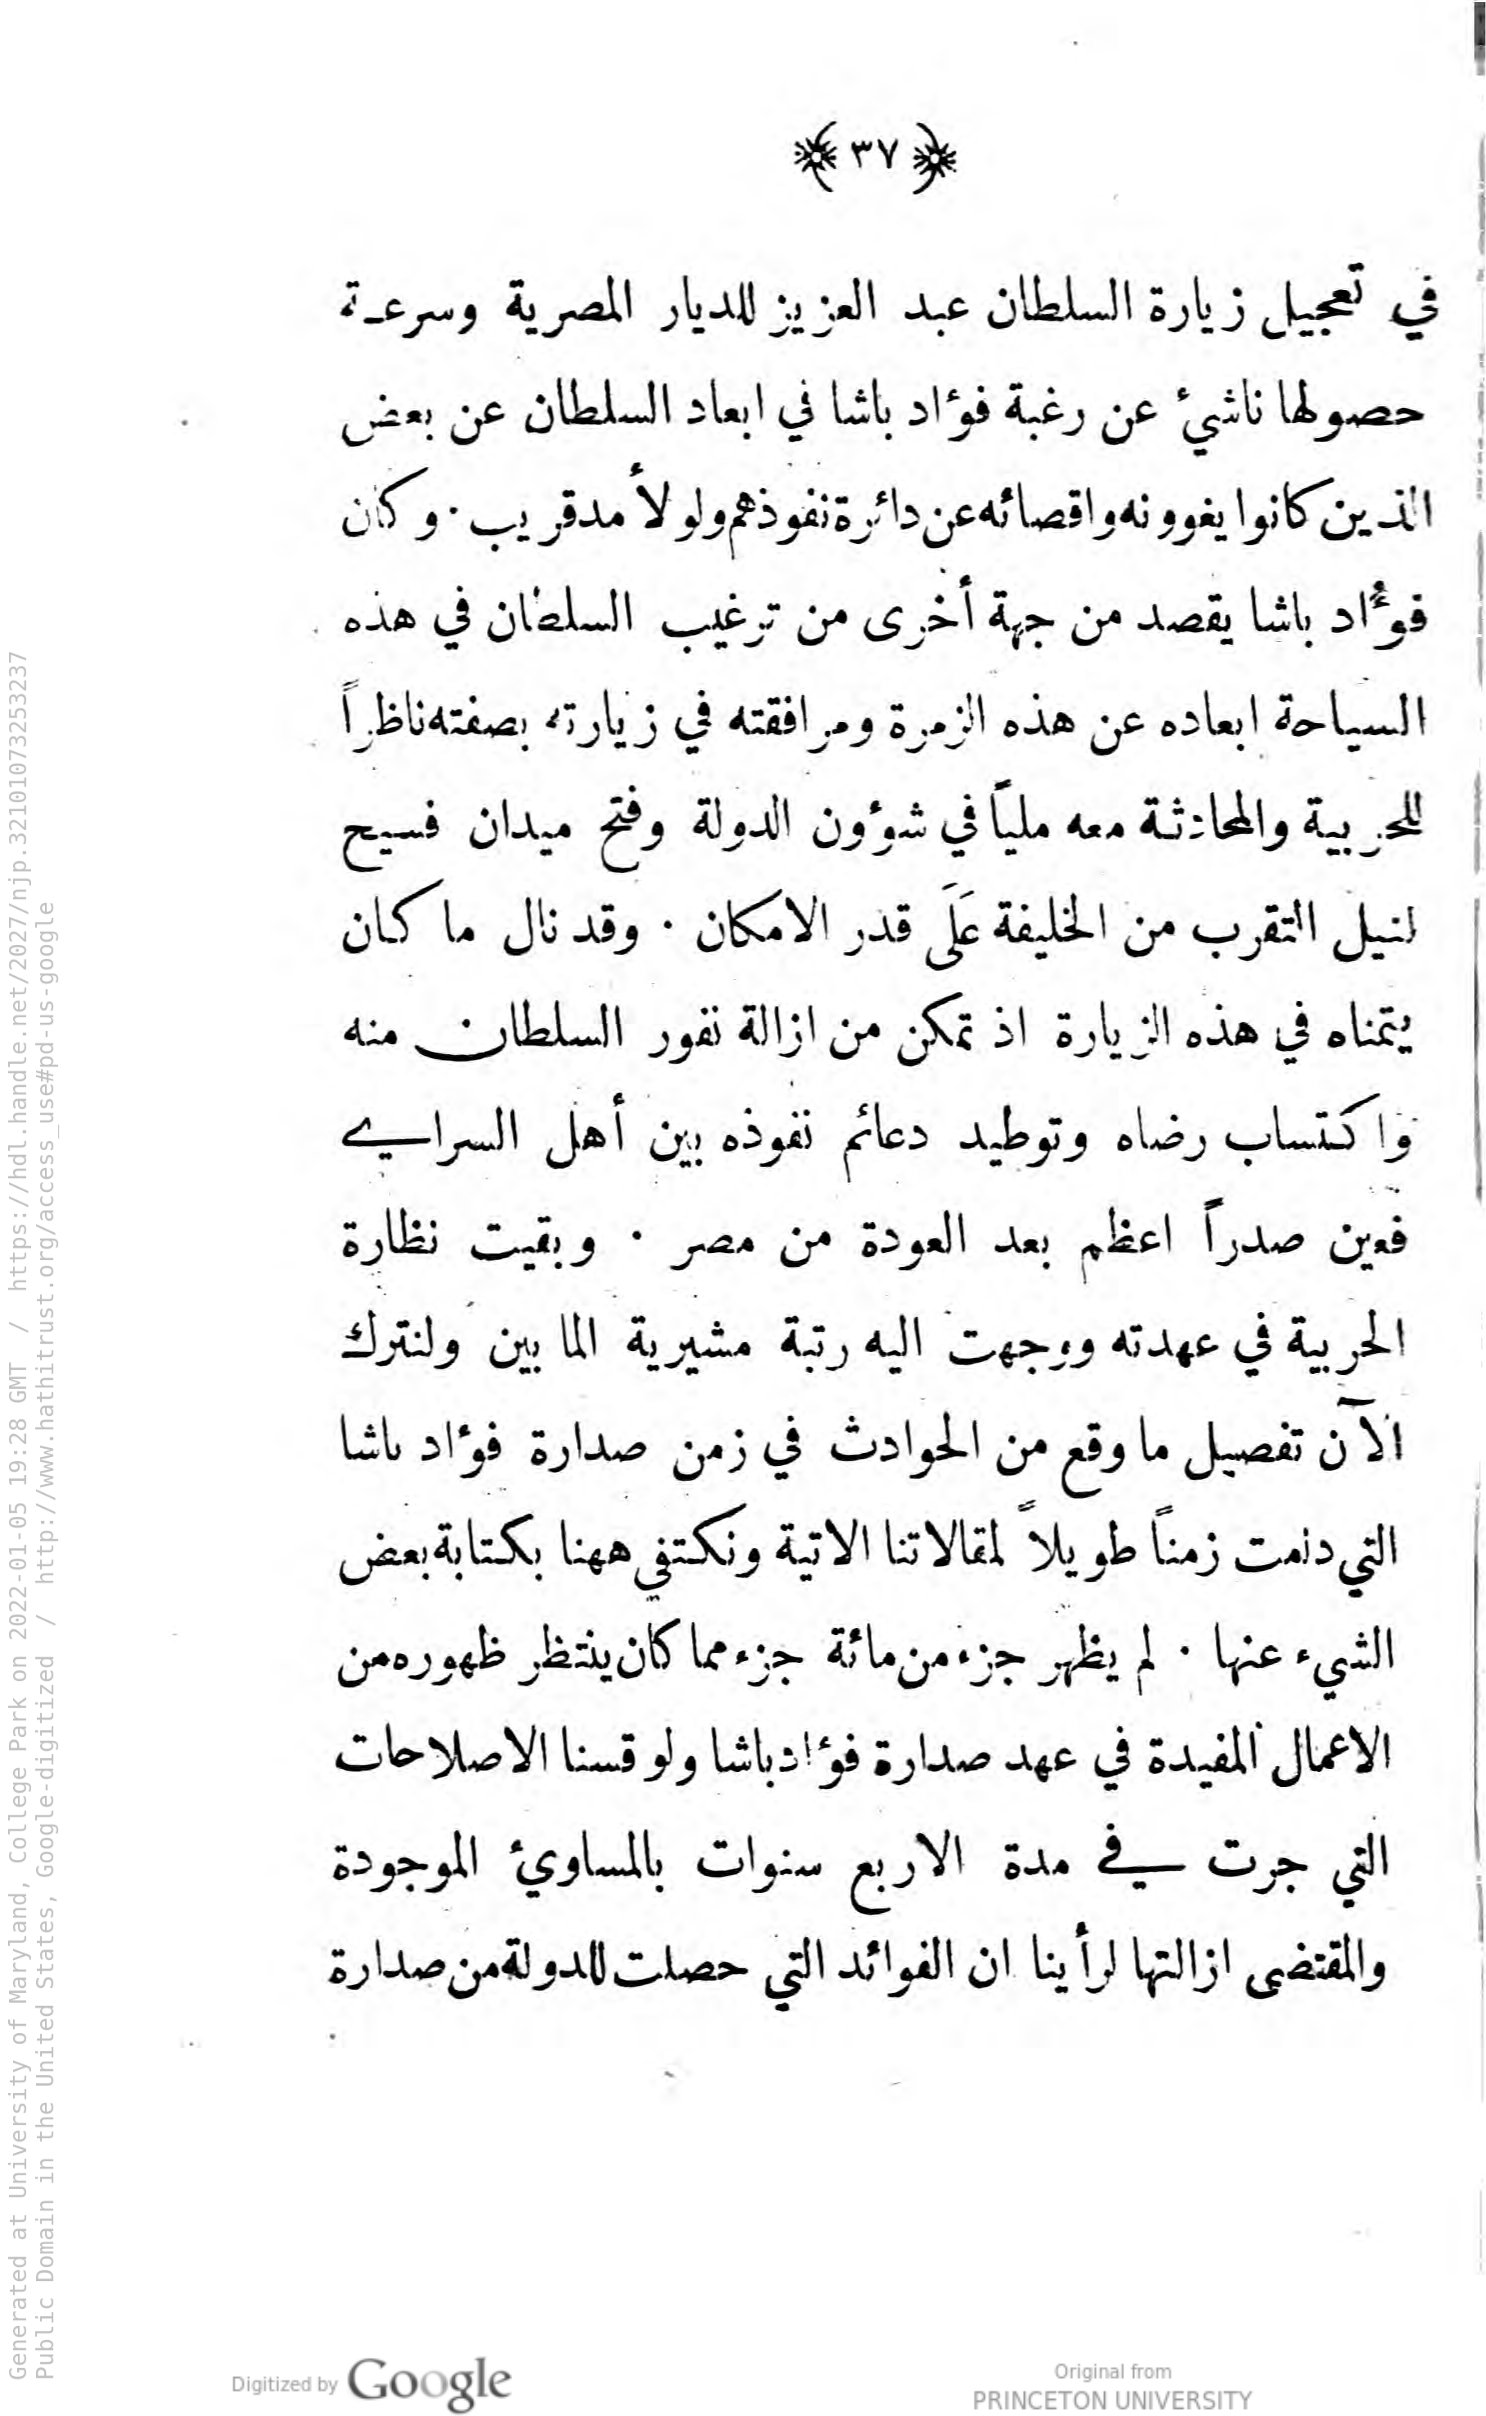 ﴿ ٣٧ ﴾
في تعجيل زيارة السلطان عبد العزيز للديار المصرية وسرعة
حصولها ناشئ عن رغبة فؤاد باشا في ابعاد السلطان عن بعض
الذين كانوا يغوونه واقصائه عن دائرة نفوذهم ولو لأمد قريب . وكان
فؤاد باشا يقصد من جهة أخرى من ترغيب السلطان في هذه
السياحة ابعاده عن هذه الزمرة ومرافقته في زيارته بصفته ناظراً
للحربية والمحادثة معه ملياً في شؤون الدولة وفتح ميدان فسيح
لنيل التقرب من الخليفة عَلَى قدر الامكان . وقد نال ما كان
يتمناه في هذه الزيارة اذ تمكن من ازالة نفور السلطان منه
واكتساب رضاه وتوطيد دعائم نفوذه بين أهل السراي
فعين صدراً اعظم بعد العودة من مصر . وبقيت نظارة
الحربية في عهدته ووجهت اليه رتبة مشيرية المابين ولنترك
الآن تفصيل ما وقع من الحوادث في زمن صدارة فؤاد باشا
التي دامت زمناً طويلاً لمقالاتنا الاتية ونكتفي ههنا بكتابة بعض
الشيء عنها . لم يظهر جزء من مائة جزء مما كان ينتظر ظهوره من
الاعمال المفيدة في عهد صدارة فؤاد باشا ولو قسنا الاصلاحات
التي جرت في مدة الاربع سنوات بالمساوئ الموجودة
والمقتضى ازالتها لرأينا ان الفوائد التي حصلت للدولة من صدارة
Digitized by Google
Original from
PRINCETON UNIVERSITY
Generated at University of Maryland, College Park on 2022-01-05 19:28 GMT / https://hdl.handle.net/2027/njp.32101073253237
Public Domain in the United States, Google-digitized / http://www.hathitrust.org/access_use#pd-us-google